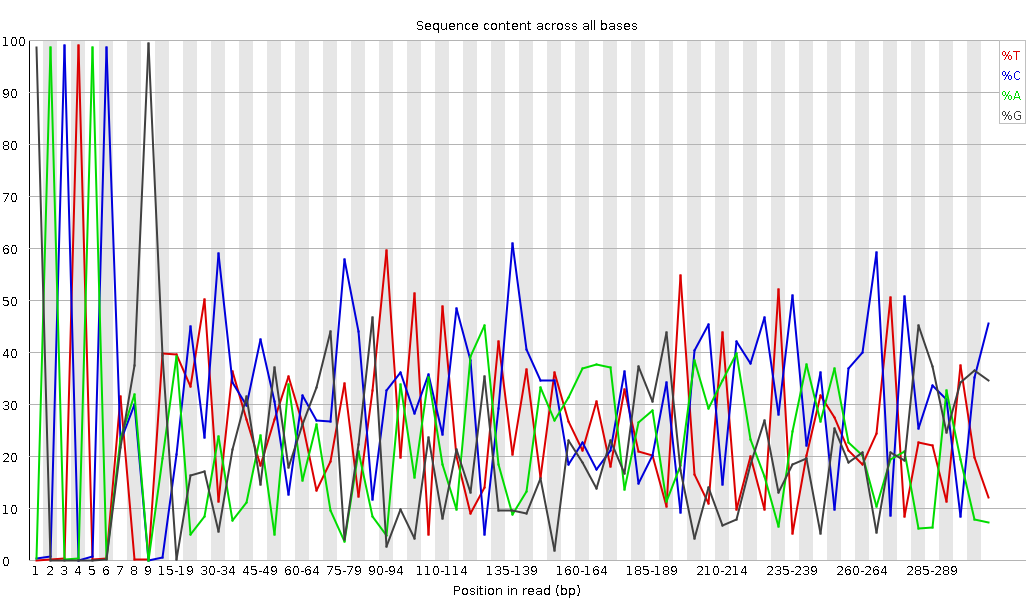 Sequence content across all bases
100
90
80
70
60
50
40
30
20
10
0
%T
%C
%A
%G
1 2 3 4 5 6 7 8 9 15-19 30-34 45-49 60-64 75-79 90-94 110-114 135-139 160-164 185-189 210-214 235-239 260-264 285-289
Position in read (bp)